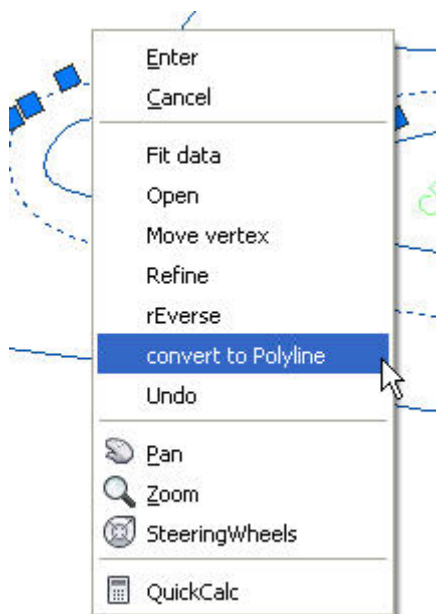 Enter
Cancel
Fit data
Open
Move vertex
Refine
rEverse
convert to Polyline
Undo
Pan
Zoom
SteeringWheels
QuickCalc